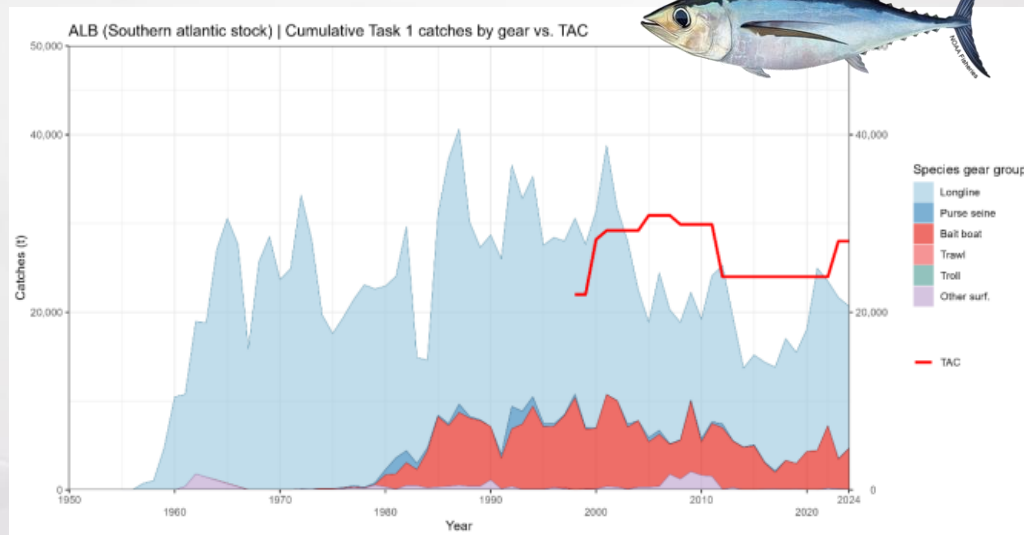 ALB (Southern atlantic stock) | Cumulative Task 1 catches by gear vs. TAC
NOAA Fisheries
50,000
40,000
40,000
Species gear group
Longline
Purse seine
Bait boat
Trawl
Troll
Other surf.
TAC
Catches (t)
20,000
20,000
0
0
1950
1970
1990
2010
2024
1960
1980
2000
2020
Year